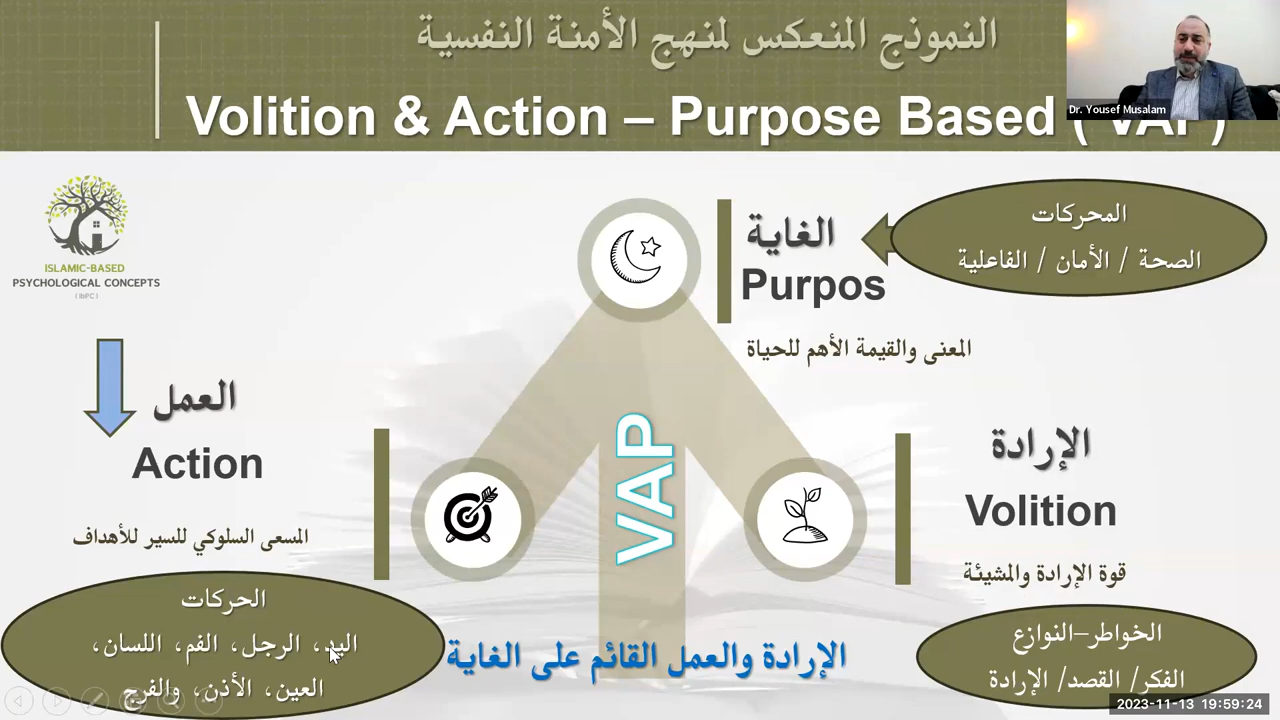 النموذج المنعكس لمنهج الأمنة النفسية
Volition & Action – Purpose Based (
Dr. Yousef Musalam
ISLAMIC-BASED
PSYCHOLOGICAL CONCEPTS
( IbPC )
الغاية
Purpos
المعنى والقيمة الأهم للحياة
المحركات
الصحة / الأمان / الفاعلية
العمل
Action
المسعى السلوكي للسير للأهداف
الحركات
اليد، الرجل، الفم، اللسان،
العين، الأذن، والفرج
VAP
الإرادة
Volition
قوة الإرادة والمشيئة
الخواطر–النوازع
الفكر/ القصد/ الإرادة
الإرادة والعمل القائم على الغاية
2023-11-13 19:59:24